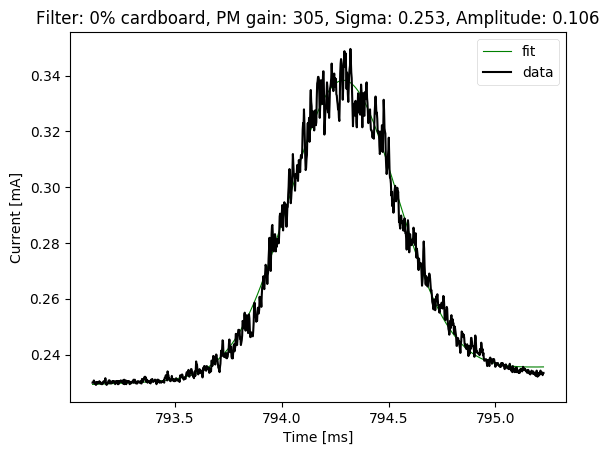 Filter: 0% cardboard, PM gain: 305, Sigma: 0.253, Amplitude: 0.106
fit
data
0.34
0.32
0.30
0.28
0.26
0.24
Current [mA]
793.5
794.0
794.5
795.0
Time [ms]